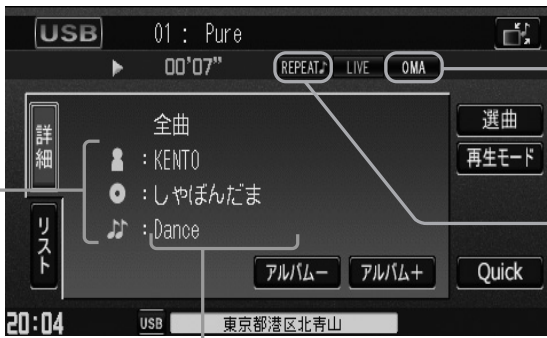 USB 01 : Pure
00'07" REPEAT♪ LIVE OMA
詳細
全曲
選曲
:KENTO
再生モード
:しゃぼんだま
リスト
:Dance
アルバムー アルバム+ Quick
20:04 USB 東京都港区北青山